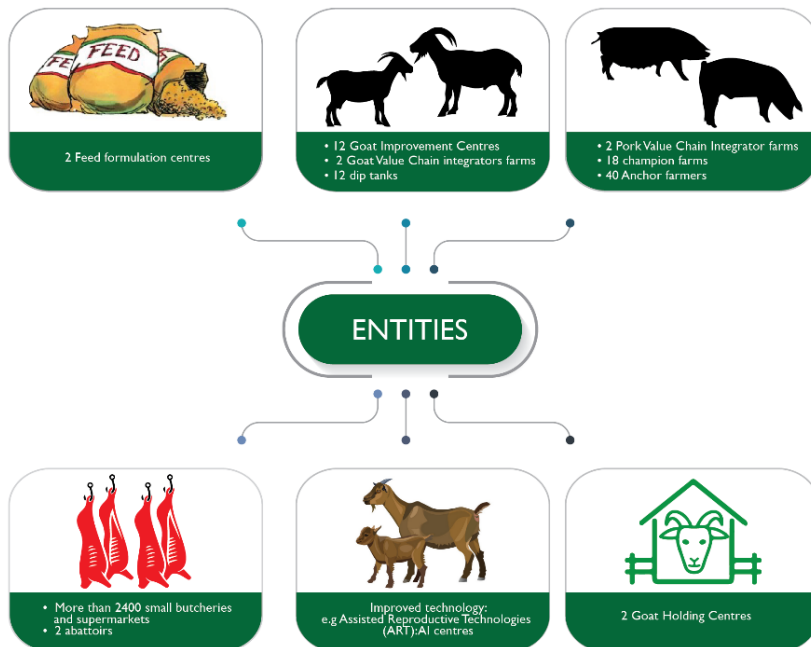 FEED
FEED
FEED
2 Feed formulation centres
• 12 Goat Improvement Centres
• 2 Goat Value Chain integrators farms
• 12 dip tanks
• 2 Pork Value Chain Integrator farms
• 18 champion farms
• 40 Anchor farmers
ENTITIES
• More than 2400 small butcheries
and supermarkets
• 2 abattoirs
Improved technology:
e.g Assisted Reproductive Technologies
(ART):AI centres
2 Goat Holding Centres